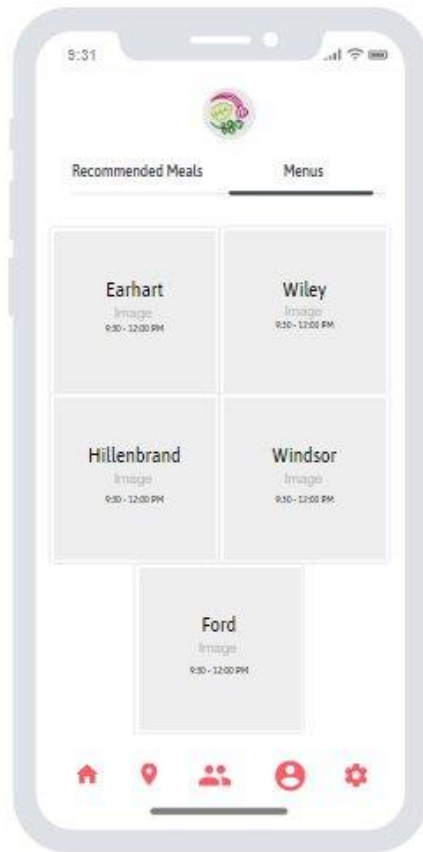 9:31
Recommended Meals Menus
Earhart Wiley
Image Image
9:30 - 12:00 PM 9:30 - 12:00 PM
Hillenbrand Windsor
Image Image
9:30 - 12:00 PM 9:30 - 12:00 PM
Ford
Image
9:30 - 12:00 PM